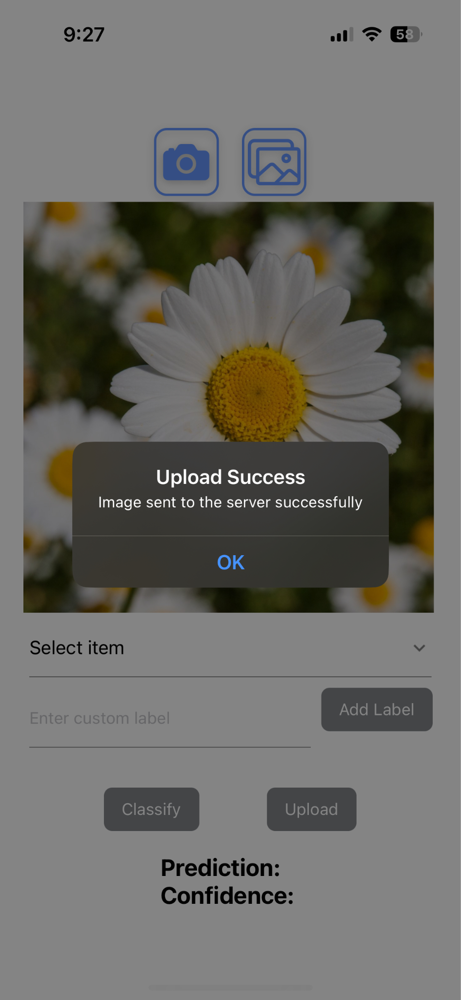 9:27
58
Upload Success
Image sent to the server successfully
OK
Select item
Enter custom label
Add Label
Classify
Upload
Prediction:
Confidence: